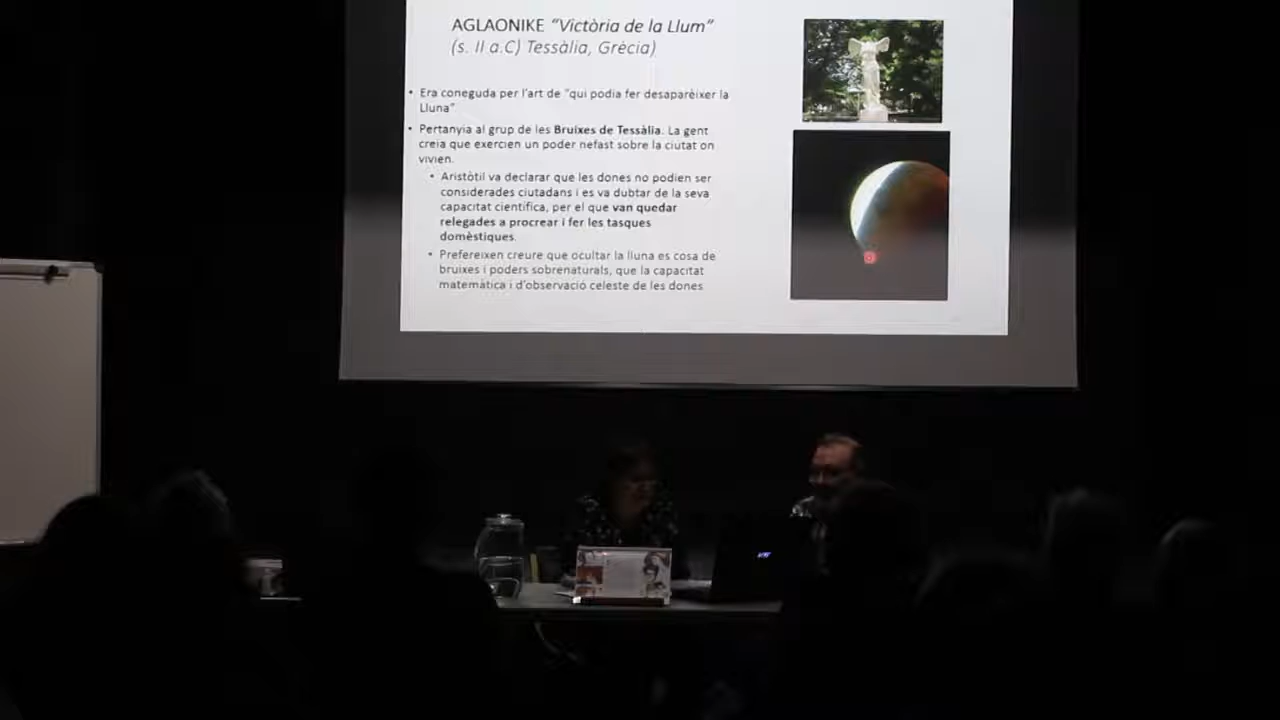 AGLAONIKE “Victòria de la Llum”
(s. II a.C) Tessàlia, Grècia)
• Era coneguda per l’art de “qui podia fer desaparèixer la
Lluna”
• Pertanyia al grup de les Bruixes de Tessàlia. La gent
creia que exercien un poder nefast sobre la ciutat on
vivien.
• Aristòtil va declarar que les dones no podien ser
considerades ciutadans i es va dubtar de la seva
capacitat científica, per el que van quedar
relegades a procrear i fer les tasques
domèstiques.
• Prefereixen creure que ocultar la lluna es cosa de
bruixes i poders sobrenaturals, que la capacitat
matemàtica i d’observació celeste de les dones